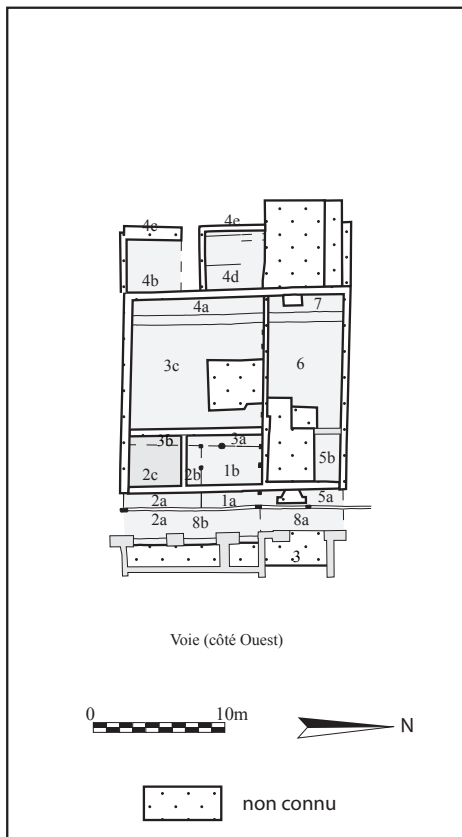 4c 4e
4b 4d
4a 7
3c 6
3b 3a
2c 2b 1b 5b
2a 1a 5a
2a 8b 8a
3
Voie (côté Ouest)
0 10m
N
non connu